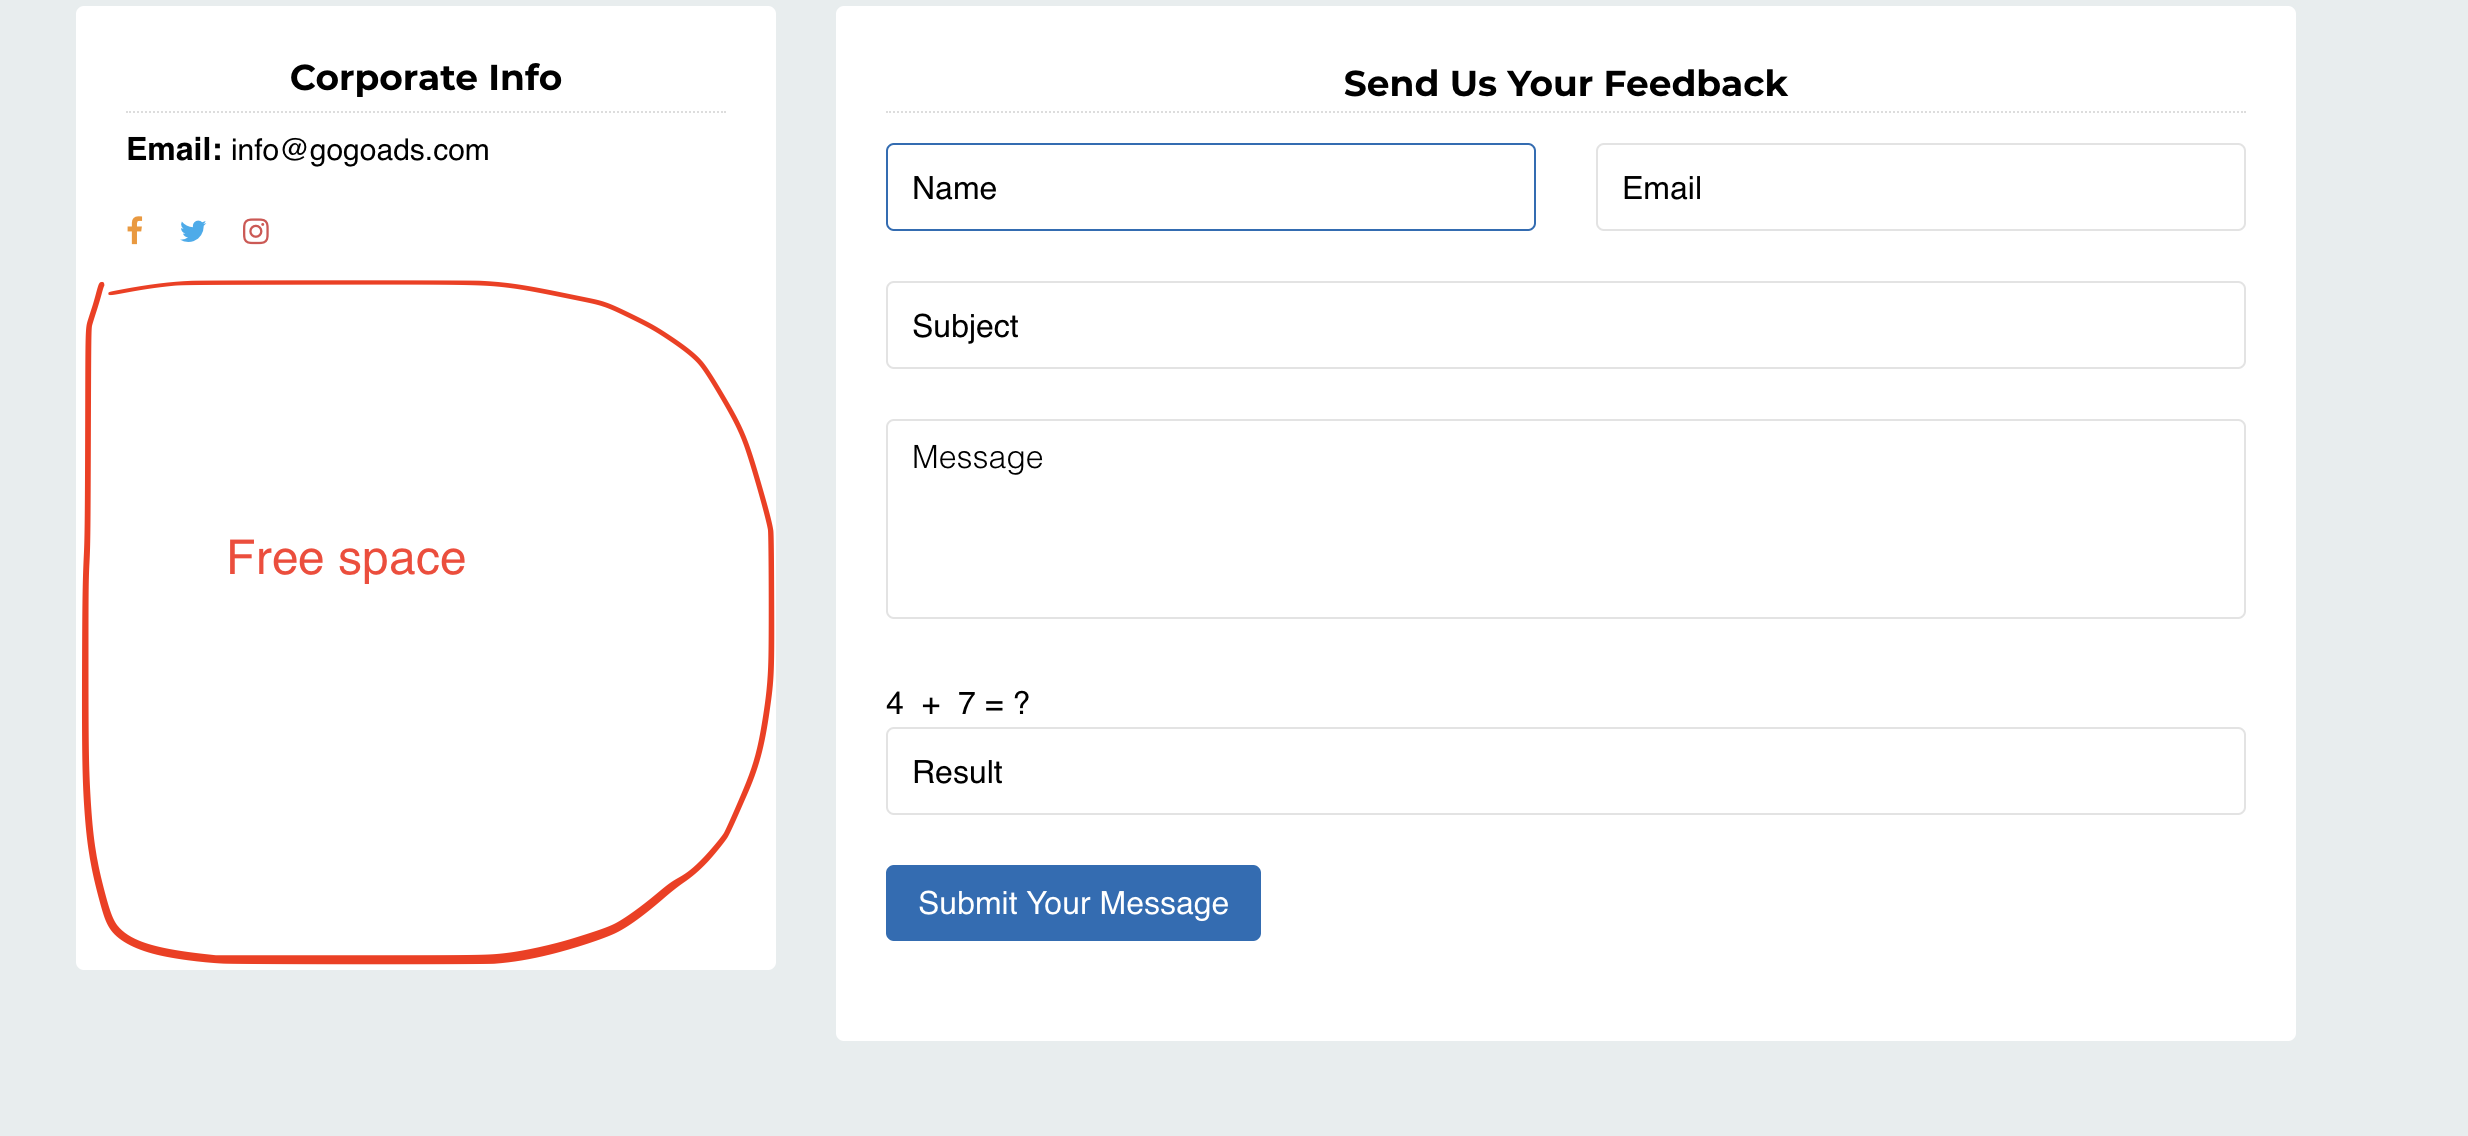 Corporate Info
Email: info@gogoads.com
Free space
Send Us Your Feedback
Name
Email
Subject
Message
4 + 7 = ?
Result
Submit Your Message